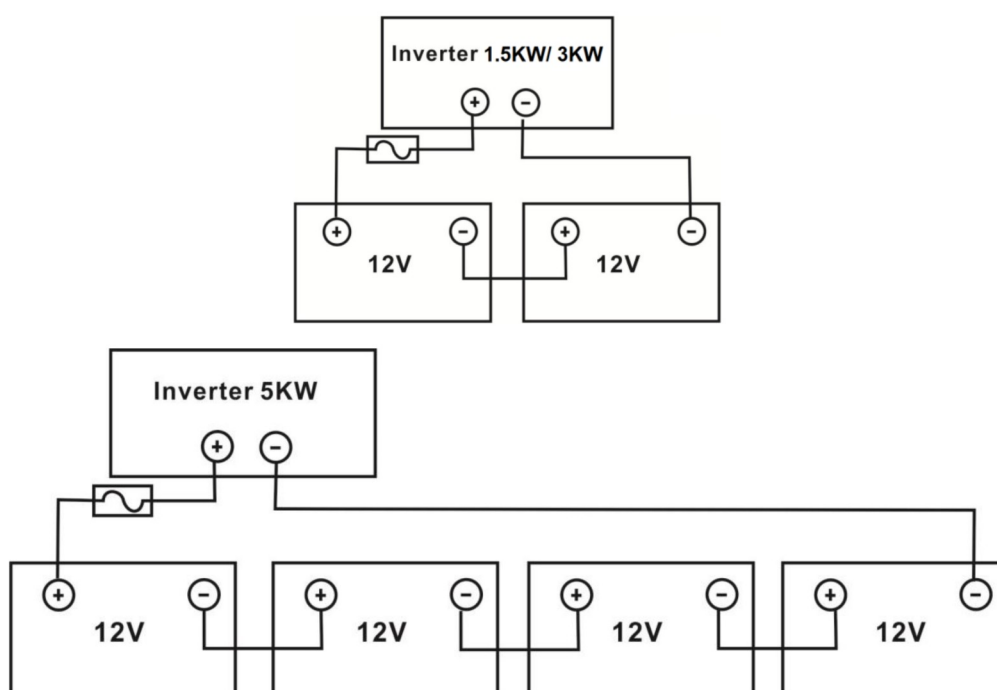 Inverter 1.5KW/ 3KW
+ −
+ − + −
12V 12V
Inverter 5KW
+ −
+ − + − + − + −
12V 12V 12V 12V